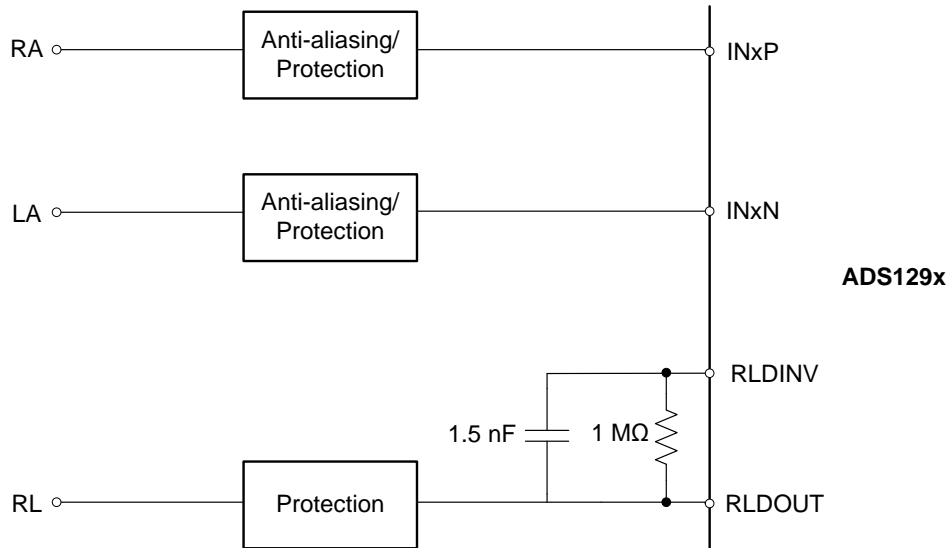 RA
Anti-aliasing/
Protection
INxP
LA
Anti-aliasing/
Protection
INxN
ADS129x
RLDINV
1.5 nF
1 MΩ
RL
Protection
RLDOUT